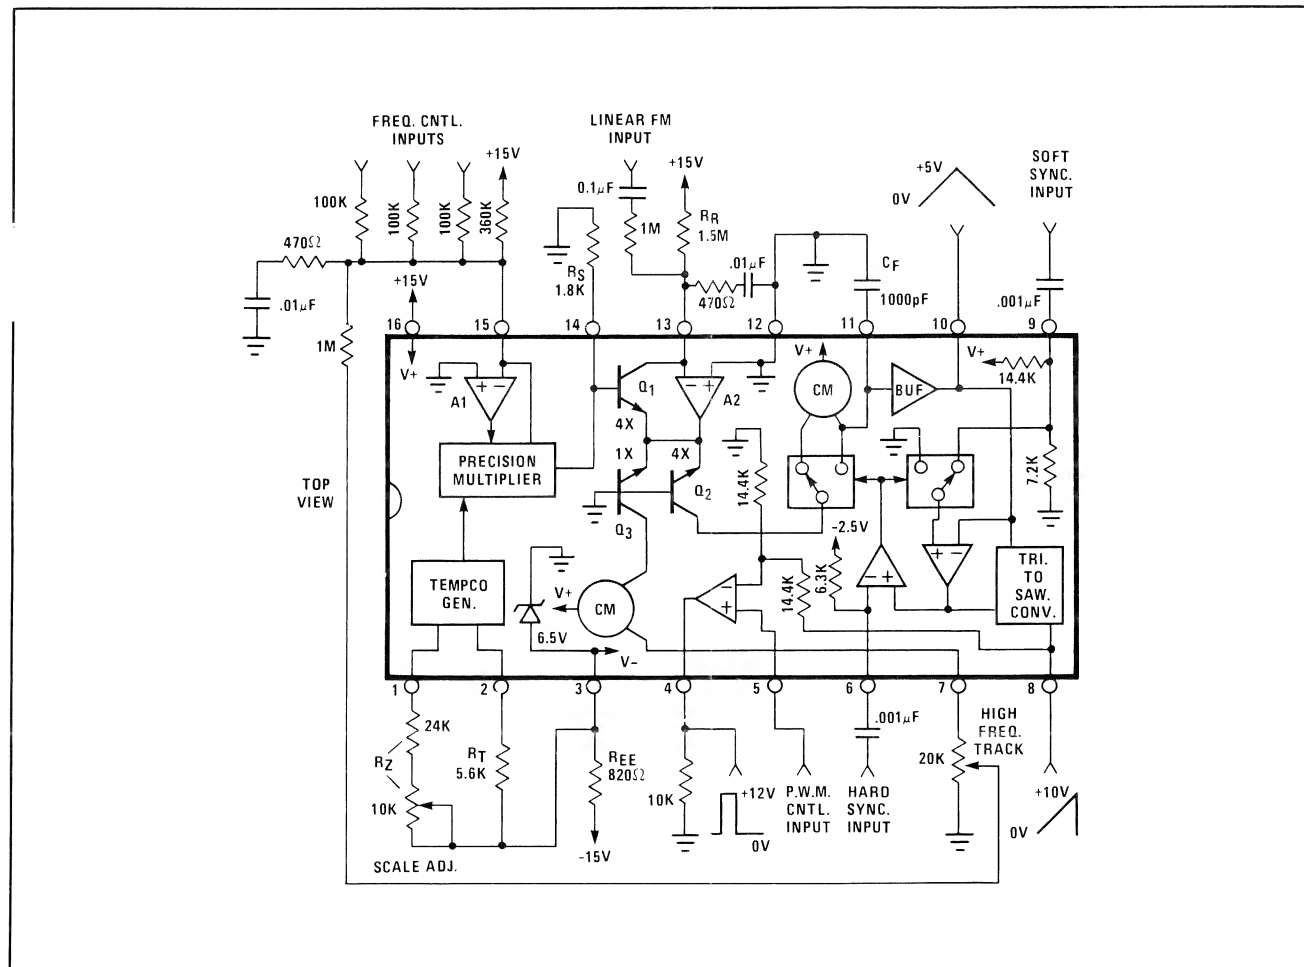 FREQ. CNTL.
INPUTS
LINEAR FM
INPUT
SOFT
SYNC.
INPUT
+15V
+15V
+5V
0V
100K
100K
100K
360K
0.1µF
1M
RR
1.5M
470Ω
.01µF
+15V
RS
1.8K
.01µF
470Ω
CF
1000pF
.001µF
1M
16
15
14
13
12
11
10
9
V+
A1
Q1
4X
A2
V+
CM
BUF
V+
14.4K
PRECISION
MULTIPLIER
1X
4X
Q2
Q3
14.4K
7.2K
TOP
VIEW
-2.5V
6.3K
14.4K
TEMPCO
GEN.
V+
CM
6.5V
V-
TRI.
TO
SAW.
CONV.
1
2
3
4
5
6
7
8
24K
RZ
10K
RT
5.6K
REE
820Ω
-15V
10K
+12V
0V
P.W.M.
CNTL.
INPUT
.001µF
HARD
SYNC.
INPUT
HIGH
FREQ.
TRACK
20K
+10V
0V
SCALE ADJ.